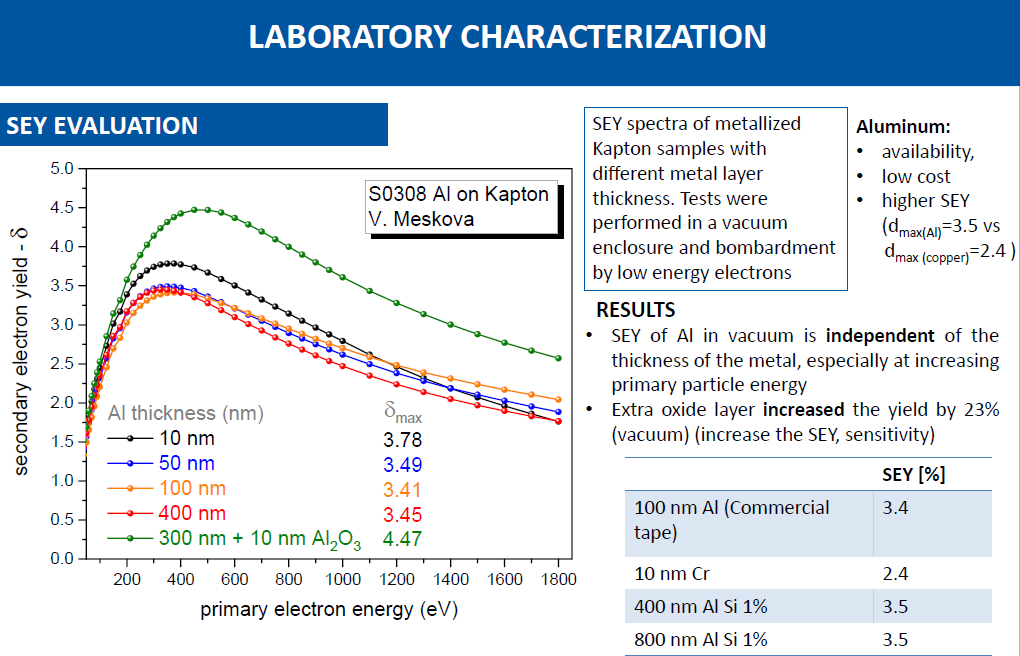 LABORATORY CHARACTERIZATION
SEY EVALUATION
5.0
4.5
4.0
3.5
3.0
2.5
2.0
1.5
1.0
0.5
0.0
secondary electron yield - δ
S0308 Al on Kapton
V. Meskova
Al thickness (nm) δmax
10 nm 3.78
50 nm 3.49
100 nm 3.41
400 nm 3.45
300 nm + 10 nm Al2O3 4.47
200 400 600 800 1000 1200 1400 1600 1800
primary electron energy (eV)
SEY spectra of metallized
Kapton samples with
different metal layer
thickness. Tests were
performed in a vacuum
enclosure and bombardment
by low energy electrons
Aluminum:
• availability,
• low cost
• higher SEY
(dmax(Al)=3.5 vs
dmax (copper)=2.4 )
RESULTS
• SEY of Al in vacuum is independent of the
thickness of the metal, especially at increasing
primary particle energy
• Extra oxide layer increased the yield by 23%
(vacuum) (increase the SEY, sensitivity)
SEY [%]
100 nm Al (Commercial 3.4
tape)
10 nm Cr 2.4
400 nm Al Si 1% 3.5
800 nm Al Si 1% 3.5